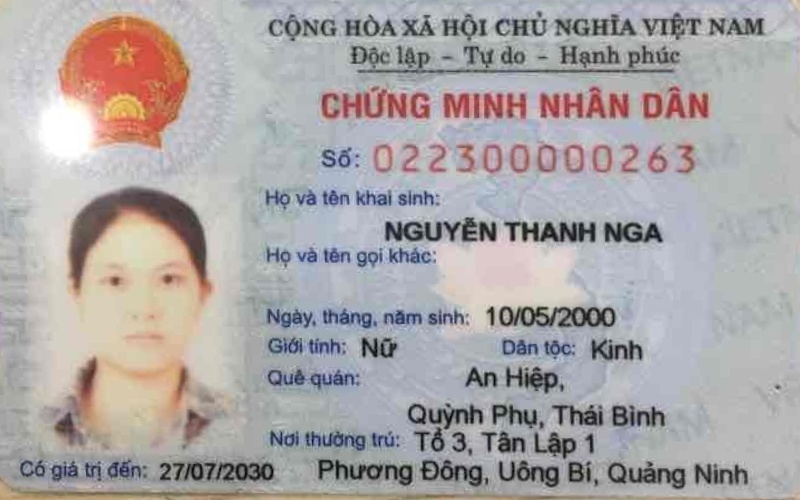 CỘNG HÒA XÃ HỘI CHỦ NGHĨA VIỆT NAM
Độc lập - Tự do - Hạnh phúc
CHỨNG MINH NHÂN DÂN
Số: 022300000263
Họ và tên khai sinh:
NGUYỄN THANH NGA
Họ và tên gọi khác:
Ngày, tháng, năm sinh: 10/05/2000
Giới tính: Nữ Dân tộc: Kinh
Quê quán: An Hiệp,
Quỳnh Phụ, Thái Bình
Nơi thường trú: Tổ 3, Tân Lập 1
Có giá trị đến: 27/07/2030 Phương Đông, Uông Bí, Quảng Ninh